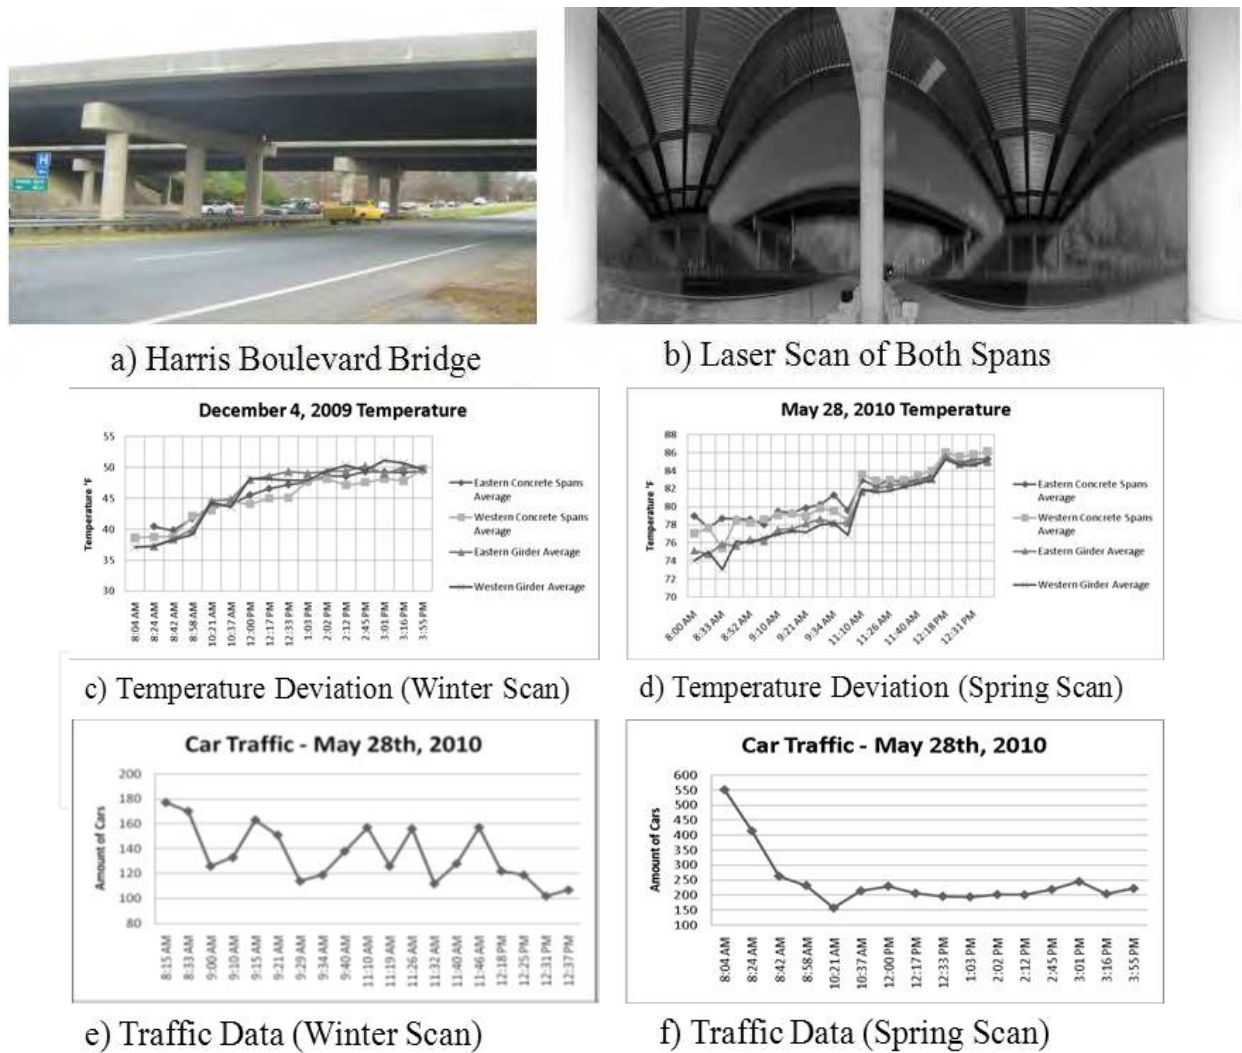 H
a) Harris Boulevard Bridge
b) Laser Scan of Both Spans
December 4, 2009 Temperature
Temperature °F
55
50
45
40
35
30
8:04 AM
8:24 AM
8:42 AM
8:58 AM
10:21 AM
10:37 AM
12:00 PM
12:17 PM
12:33 PM
1:03 PM
2:02 PM
2:12 PM
2:45 PM
3:01 PM
3:16 PM
3:55 PM
Eastern Concrete Spans
Average
Western Concrete Spans
Average
Eastern Girder Average
Western Girder Average
May 28, 2010 Temperature
Temperature °F
88
86
84
82
80
78
76
74
72
70
8:00 AM
8:33 AM
8:52 AM
9:10 AM
9:21 AM
9:34 AM
11:10 AM
11:26 AM
11:40 AM
12:18 PM
12:31 PM
Eastern Concrete Spans
Average
Western Concrete Spans
Average
Eastern Girder Average
Western Girder Average
c) Temperature Deviation (Winter Scan)
d) Temperature Deviation (Spring Scan)
Car Traffic - May 28th, 2010
Amount of Cars
200
180
160
140
120
100
80
8:15 AM
8:33 AM
9:00 AM
9:10 AM
9:15 AM
9:21 AM
9:29 AM
9:34 AM
9:40 AM
11:10 AM
11:19 AM
11:26 AM
11:32 AM
11:40 AM
11:46 AM
12:18 PM
12:25 PM
12:31 PM
12:37PM
Car Traffic - May 28th, 2010
Amount of Cars
600
550
500
450
400
350
300
250
200
150
100
8:04 AM
8:24 AM
8:42 AM
8:58 AM
10:21 AM
10:37 AM
12:00 PM
12:17 PM
12:33 PM
1:03 PM
2:02 PM
2:12 PM
2:45 PM
3:01 PM
3:16 PM
3:55 PM
e) Traffic Data (Winter Scan)
f) Traffic Data (Spring Scan)